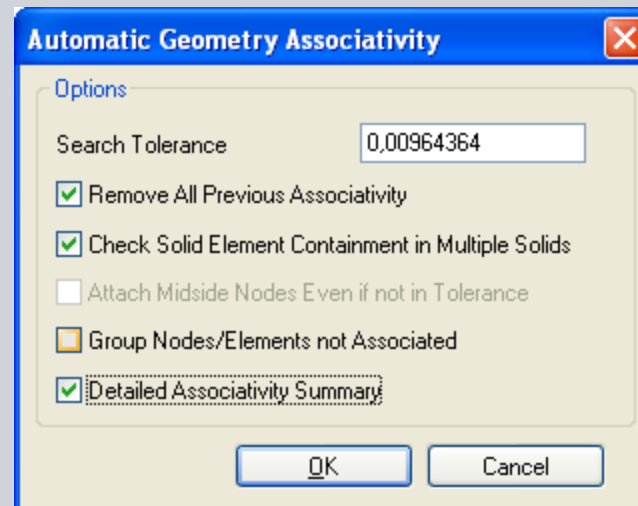 Automatic Geometry Associativity
Options
Search Tolerance 0,00964364
Remove All Previous Associativity
Check Solid Element Containment in Multiple Solids
Attach Midside Nodes Even if not in Tolerance
Group Nodes/Elements not Associated
Detailed Associativity Summary
OK Cancel